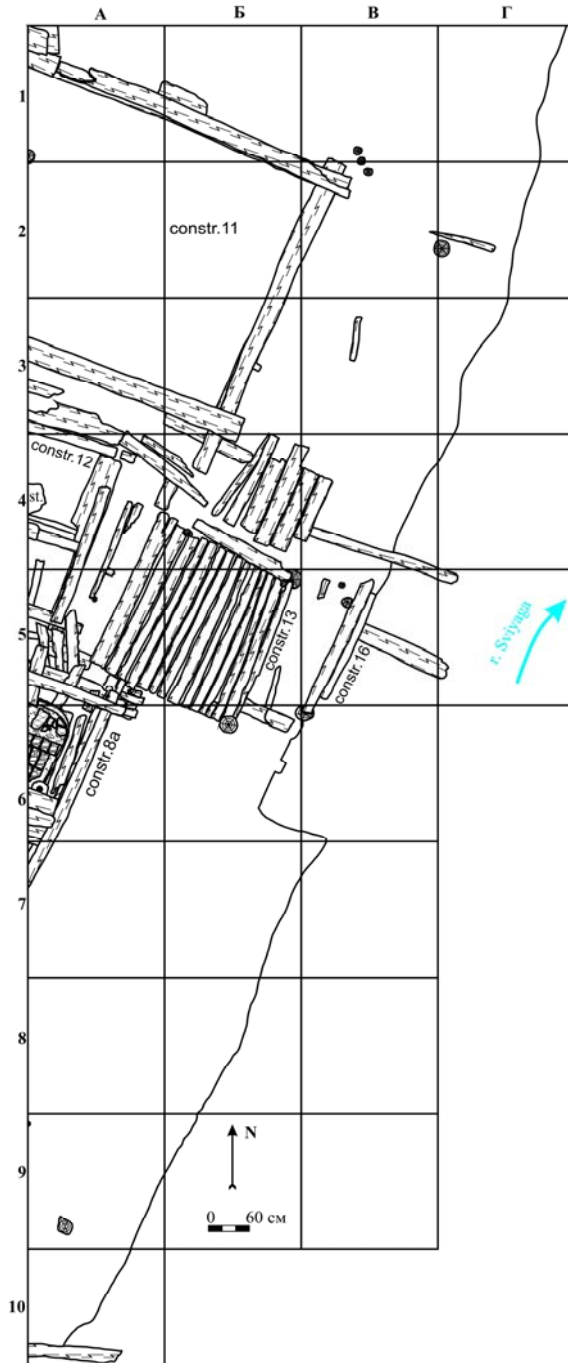 А Б В Г
1
2
constr.11
3
constr.12
4
st.
5
constr.13
constr.16
r. Sviyaga
constr.8a
6
7
8
9
N
0 60 см
10